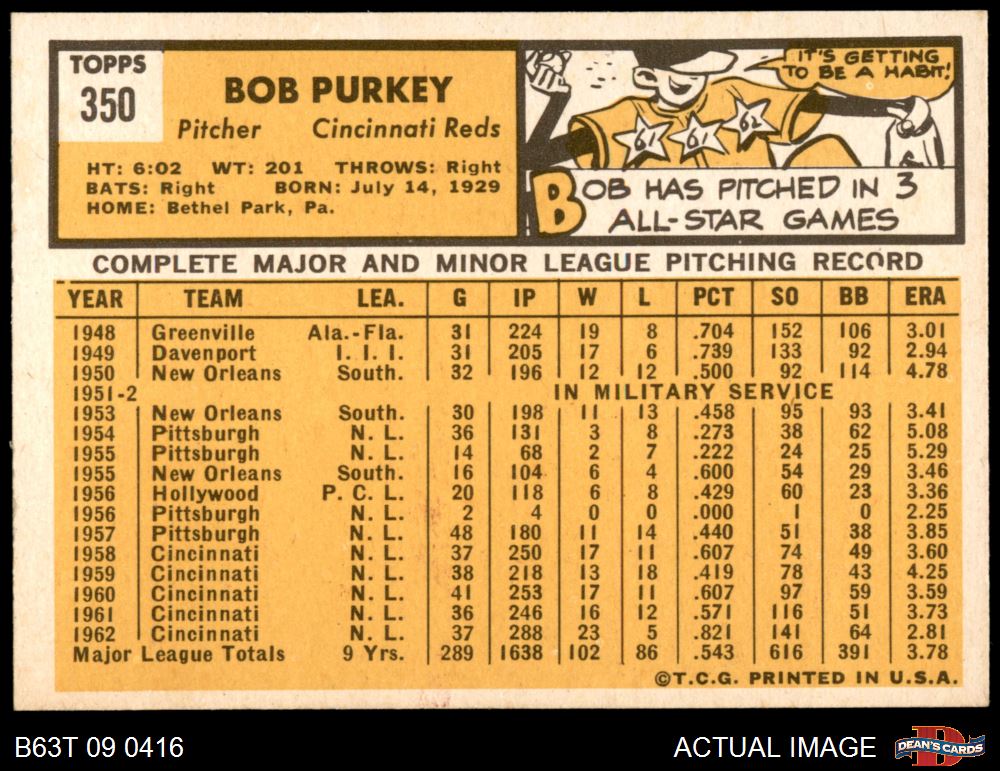 TOPPS
350
BOB PURKEY
Pitcher Cincinnati Reds
HT: 6:02 WT: 201 THROWS: Right
BATS: Right BORN: July 14, 1929
HOME: Bethel Park, Pa.
IT'S GETTING
TO BE A HABIT!
61 61 62
BOB HAS PITCHED IN 3
ALL-STAR GAMES
COMPLETE MAJOR AND MINOR LEAGUE PITCHING RECORD
YEAR TEAM LEA. G IP W L PCT SO BB ERA
1948 Greenville Ala.-Fla. 31 224 19 8 .704 152 106 3.01
1949 Davenport I. I. I. 31 205 17 6 .739 133 92 2.94
1950 New Orleans South. 32 196 12 12 .500 92 114 4.78
1951-2 IN MILITARY SERVICE
1953 New Orleans South. 30 198 11 13 .458 95 93 3.41
1954 Pittsburgh N. L. 36 131 3 8 .273 38 62 5.08
1955 Pittsburgh N. L. 14 68 2 7 .222 24 25 5.29
1955 New Orleans South. 16 104 6 4 .600 54 29 3.46
1956 Hollywood P. C. L. 20 118 6 8 .429 60 23 3.36
1956 Pittsburgh N. L. 2 4 0 0 .000 1 0 2.25
1957 Pittsburgh N. L. 48 180 11 14 .440 51 38 3.85
1958 Cincinnati N. L. 37 250 17 11 .607 74 49 3.60
1959 Cincinnati N. L. 38 218 13 18 .419 78 43 4.25
1960 Cincinnati N. L. 41 253 17 11 .607 97 59 3.59
1961 Cincinnati N. L. 36 246 16 12 .571 116 51 3.73
1962 Cincinnati N. L. 37 288 23 5 .821 141 64 2.81
Major League Totals 9 Yrs. 289 1638 102 86 .543 616 391 3.78
©T.C.G. PRINTED IN U.S.A.
B63T 09 0416 ACTUAL IMAGE
DEAN'S CARDS